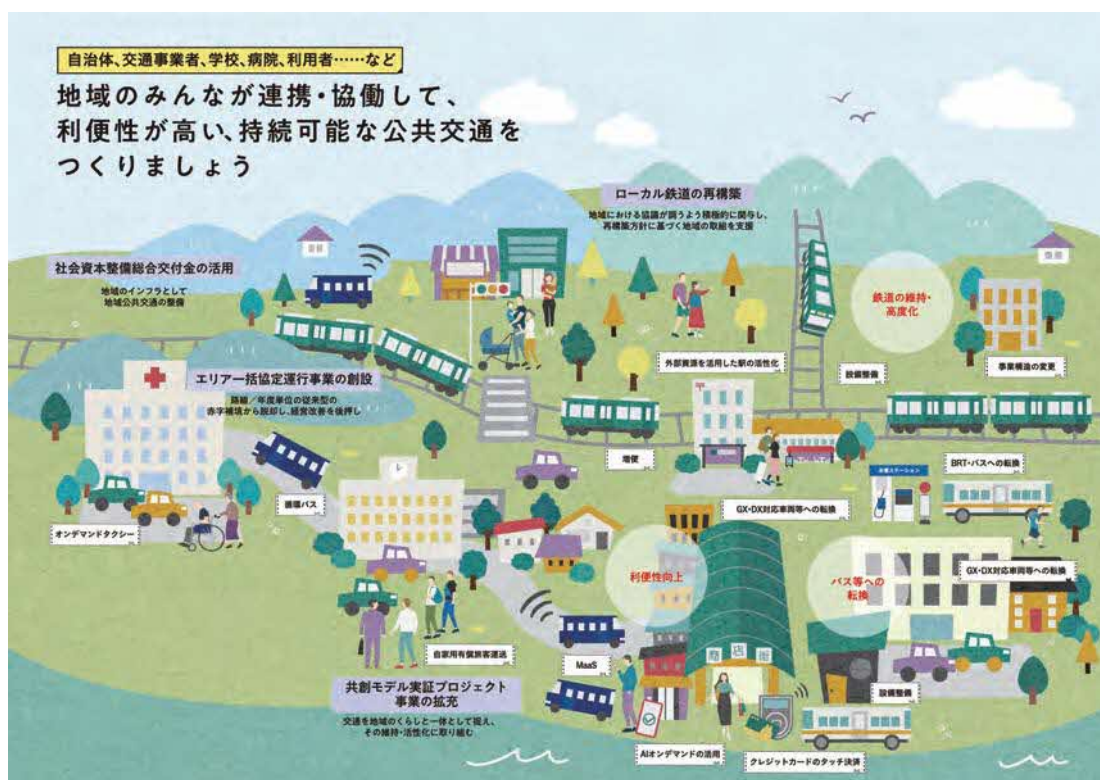 自治体、交通事業者、学校、病院、利用者……など
地域のみんなが連携・協働して、
利便性が高い、持続可能な公共交通を
つくりましょう
ローカル鉄道の再構築
地域における協議が調うよう積極的に関与し、
再構築方針に基づく地域の取組を支援
社会資本整備総合交付金の活用
地域のインフラとして
地域公共交通の整備
鉄道の維持・
高度化
外部資源を活用した駅の活性化
設備整備
事業構造の変更
エリア一括協定運行事業の創設
路線/年度単位の従来型の
赤字補填から脱却し、経営改善を後押し
増便
BRT・バスへの転換
循環バス
GX・DX対応車両等への転換
オンデマンドタクシー
利便性向上
バス等への
転換
GX・DX対応車両等への転換
自家用有償旅客運送
MaaS
商店街
共創モデル実証プロジェクト
事業の拡充
交通を地域のくらしと一体として捉え、
その維持・活性化に取り組む
設備整備
AIオンデマンドの活用
クレジットカードのタッチ決済